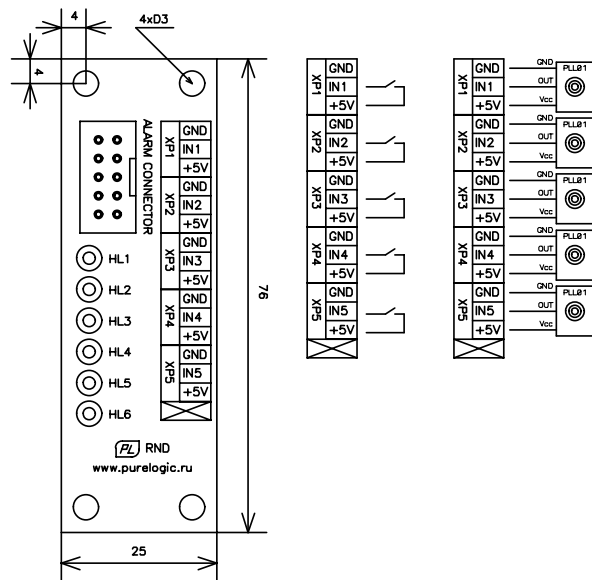 4
4xD3
4
ALARM CONNECTOR
XP1
GND
IN1
+5V
XP2
GND
IN2
+5V
XP3
GND
IN3
+5V
XP4
GND
IN4
+5V
XP5
GND
IN5
+5V
HL1
HL2
HL3
HL4
HL5
HL6
PL RND
www.purelogic.ru
76
25
XP1
GND
IN1
+5V
XP2
GND
IN2
+5V
XP3
GND
IN3
+5V
XP4
GND
IN4
+5V
XP5
GND
IN5
+5V
XP1
GND
IN1
+5V
GND
OUT
Vcc
PLL01
XP2
GND
IN2
+5V
GND
OUT
Vcc
PLL01
XP3
GND
IN3
+5V
GND
OUT
Vcc
PLL01
XP4
GND
IN4
+5V
GND
OUT
Vcc
PLL01
XP5
GND
IN5
+5V
GND
OUT
Vcc
PLL01